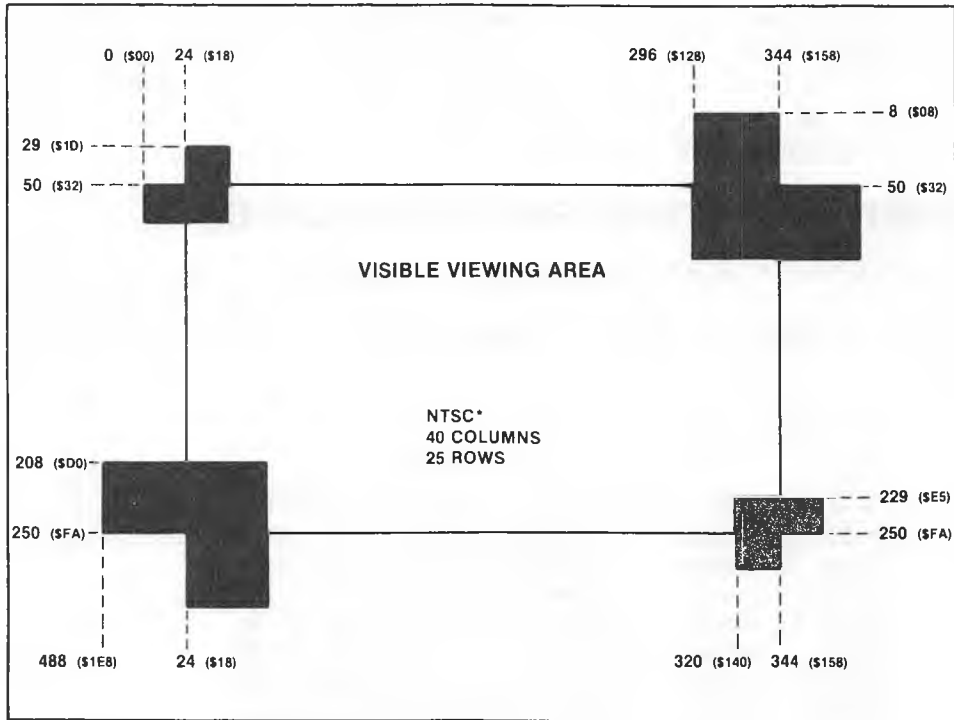 0 ($00) 24 ($18) 296 ($128) 344 ($158)
8 ($08)
29 ($1D)
50 ($32) 50 ($32)
VISIBLE VIEWING AREA
NTSC*
40 COLUMNS
25 ROWS
208 ($D0)
229 ($E5)
250 ($FA) 250 ($FA)
488 ($1E8) 24 ($18) 320 ($140) 344 ($158)